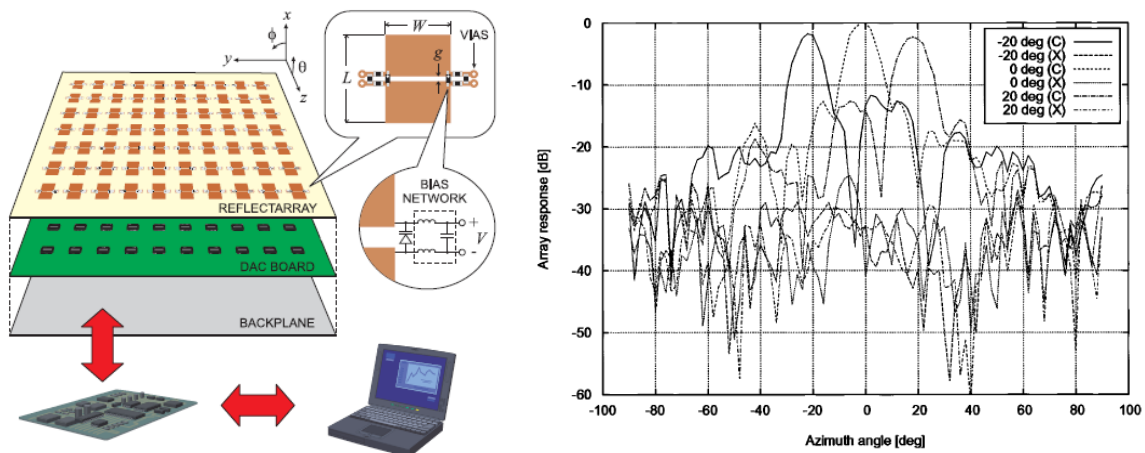 x
ϕ
y
θ
z
W
VIAS
g
L
REFLECTARRAY
BIAS
NETWORK
+
V
-
DAC BOARD
BACKPLANE
0
-10
-20
-30
-40
-50
-60
Array response [dB]
-20 deg (C)
-20 deg (X)
0 deg (C)
0 deg (X)
20 deg (C)
20 deg (X)
-100 -80 -60 -40 -20 0 20 40 60 80 100
Azimuth angle [deg]